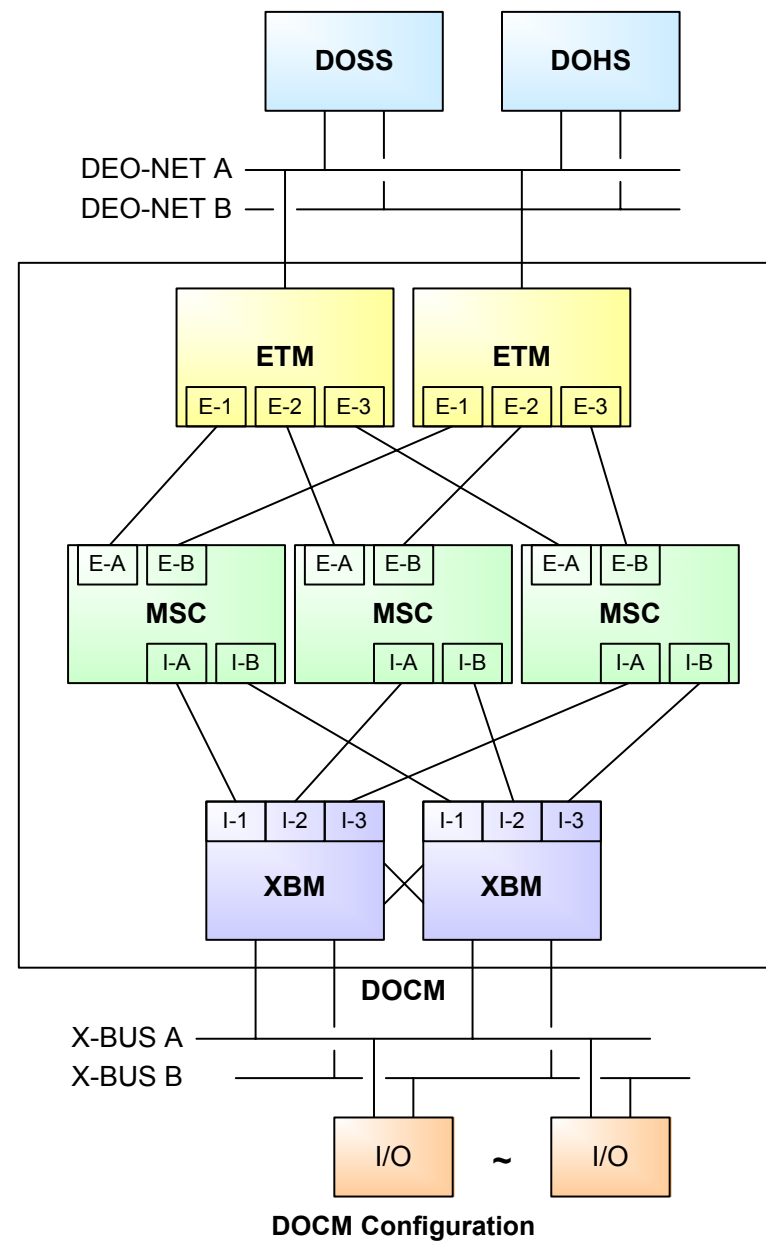 DOSS DOHS
DEO-NET A
DEO-NET B
ETM ETM
E-1 E-2 E-3 E-1 E-2 E-3
E-A E-B E-A E-B E-A E-B
MSC MSC MSC
I-A I-B I-A I-B I-A I-B
I-1 I-2 I-3 I-1 I-2 I-3
XBM XBM
DOCM
X-BUS A
X-BUS B
I/O ~ I/O
DOCM Configuration